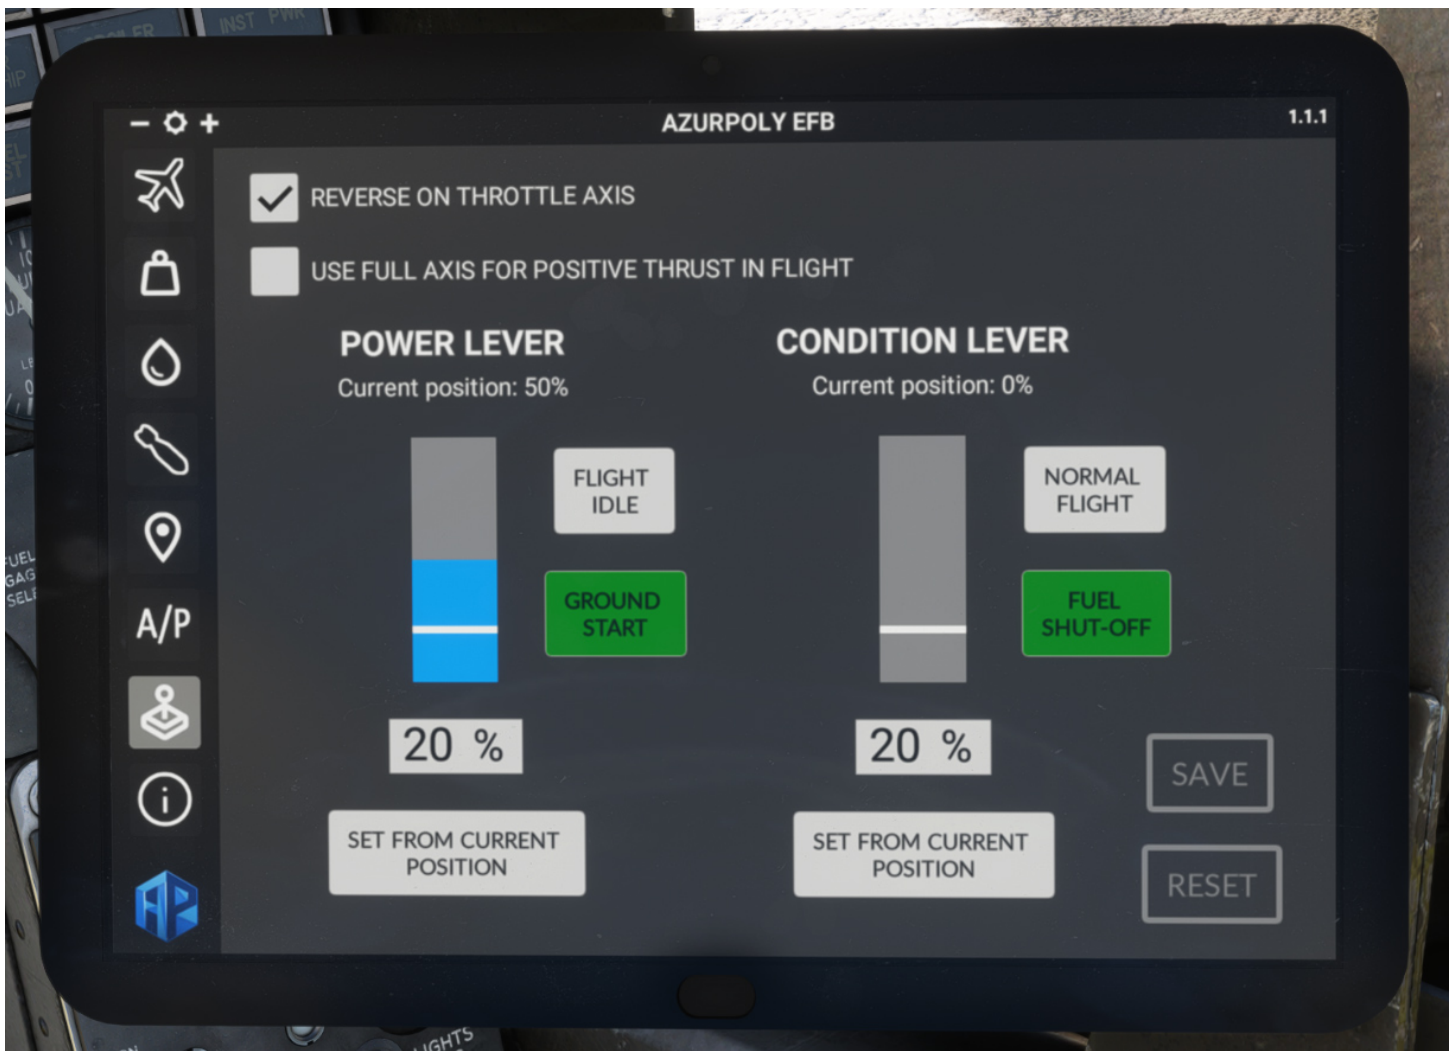 INST PWR
AZURPOLY EFB
1.1.1
REVERSE ON THROTTLE AXIS
USE FULL AXIS FOR POSITIVE THRUST IN FLIGHT
POWER LEVER
Current position: 50%
FLIGHT
IDLE
GROUND
START
20 %
SET FROM CURRENT
POSITION
CONDITION LEVER
Current position: 0%
NORMAL
FLIGHT
FUEL
SHUT-OFF
20 %
SET FROM CURRENT
POSITION
SAVE
RESET
A/P
FUEL